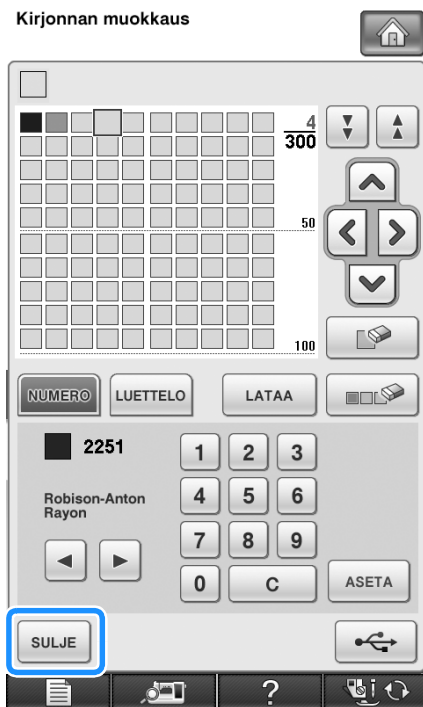 Kirjonnan muokkaus
4
300
50
100
NUMERO LUETTELO LATAA
2251
Robison-Anton
Rayon
1 2 3
4 5 6
7 8 9
0 C ASETA
SULJE
?